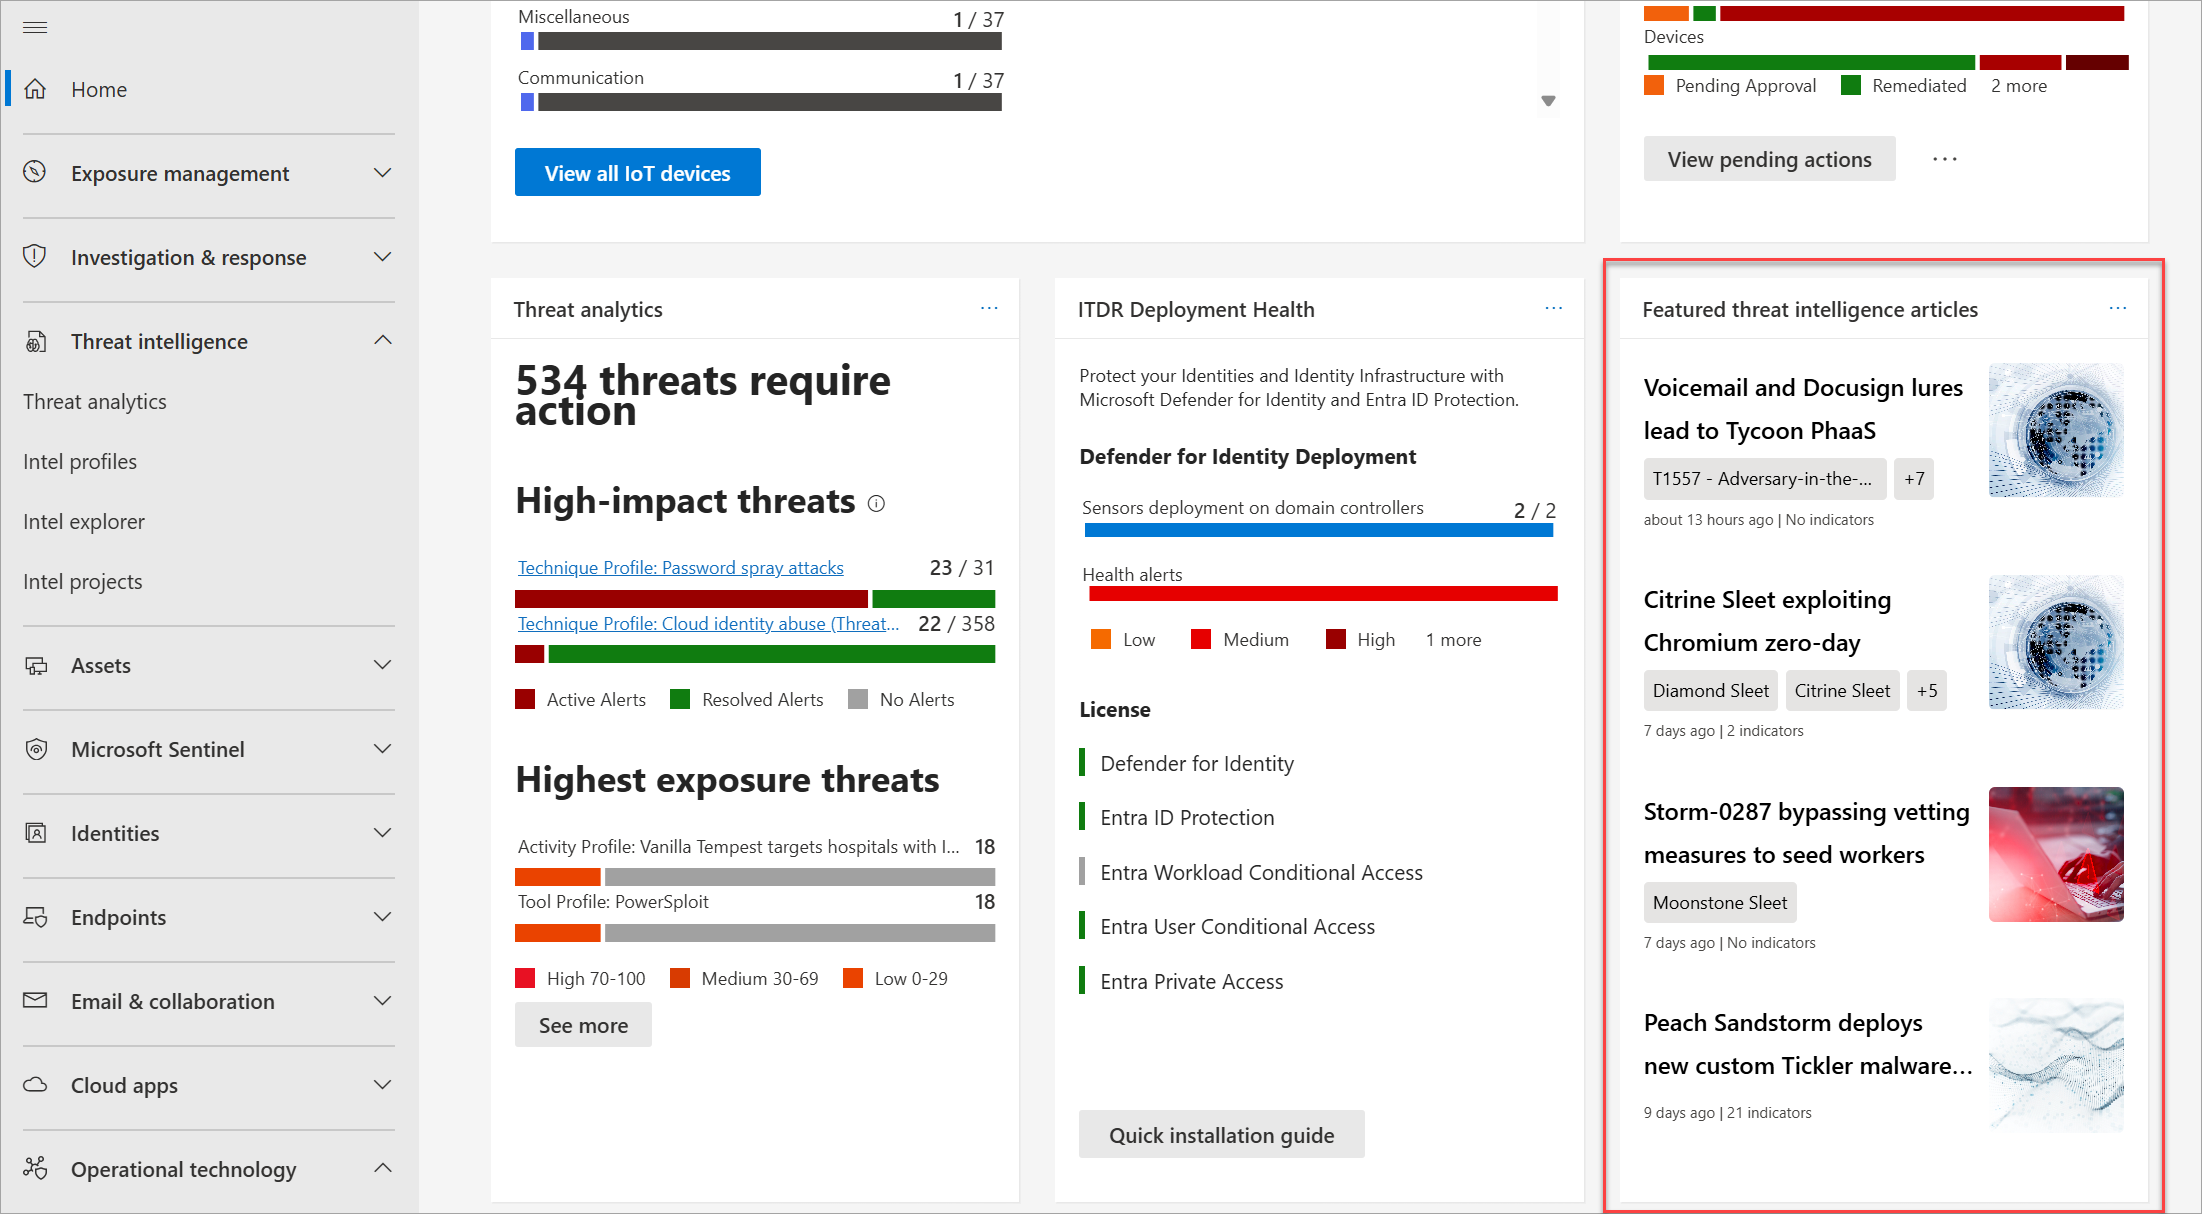 Home
Exposure management
Investigation & response
Threat intelligence
Threat analytics
Intel profiles
Intel explorer
Intel projects
Assets
Microsoft Sentinel
Identities
Endpoints
Email & collaboration
Cloud apps
Operational technology
Miscellaneous 1 / 37
Communication 1 / 37
View all IoT devices
Devices
Pending Approval Remediated 2 more
View pending actions ...
Threat analytics ...
534 threats require
action
High-impact threats
Technique Profile: Password spray attacks 23 / 31
Technique Profile: Cloud identity abuse (Threat... 22 / 358
Active Alerts Resolved Alerts No Alerts
Highest exposure threats
Activity Profile: Vanilla Tempest targets hospitals with I... 18
Tool Profile: PowerSploit 18
High 70-100 Medium 30-69 Low 0-29
See more
ITDR Deployment Health ...
Protect your Identities and Identity Infrastructure with
Microsoft Defender for Identity and Entra ID Protection.
Defender for Identity Deployment
Sensors deployment on domain controllers 2 / 2
Health alerts
Low Medium High 1 more
License
Defender for Identity
Entra ID Protection
Entra Workload Conditional Access
Entra User Conditional Access
Entra Private Access
Quick installation guide
Featured threat intelligence articles ...
Voicemail and Docusign lures
lead to Tycoon PhaaS
T1557 - Adversary-in-the-... +7
about 13 hours ago | No indicators
Citrine Sleet exploiting
Chromium zero-day
Diamond Sleet Citrine Sleet +5
7 days ago | 2 indicators
Storm-0287 bypassing vetting
measures to seed workers
Moonstone Sleet
7 days ago | No indicators
Peach Sandstorm deploys
new custom Tickler malware...
9 days ago | 21 indicators